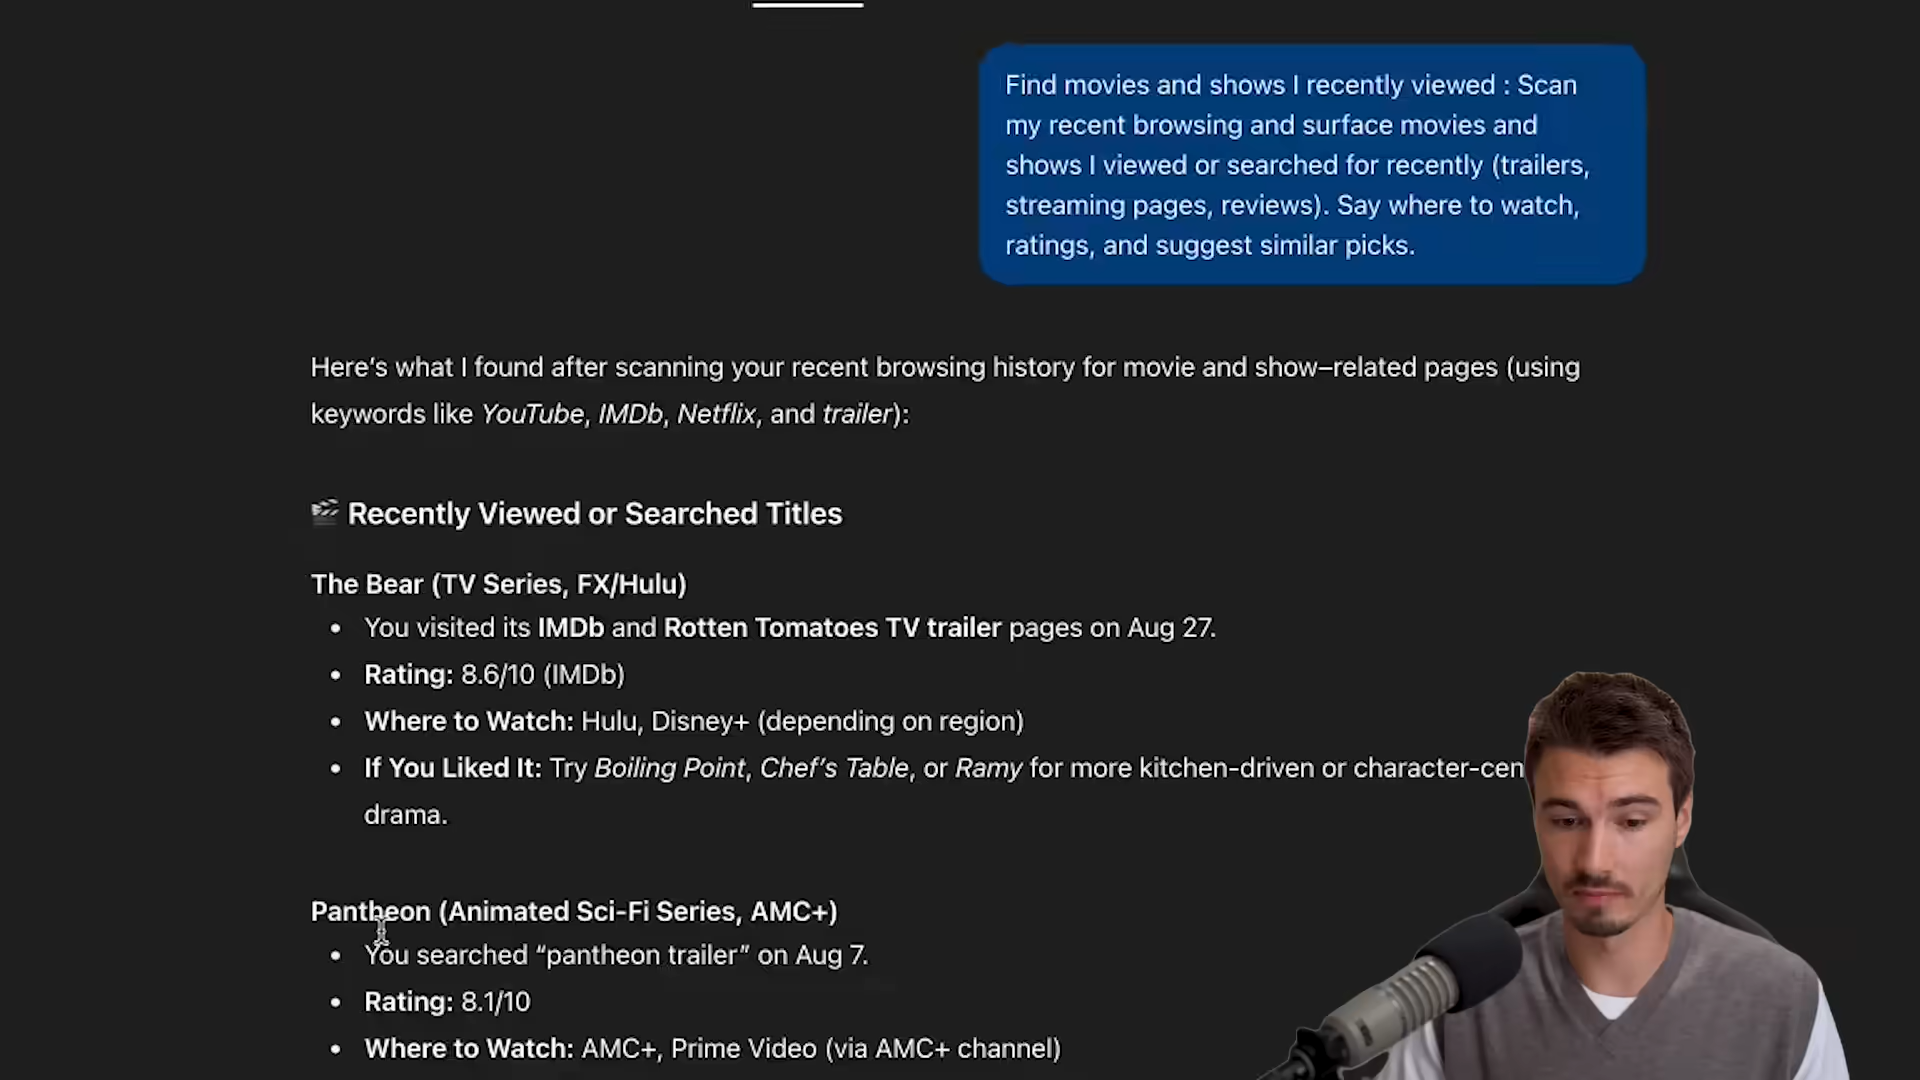 Find movies and shows I recently viewed : Scan
my recent browsing and surface movies and
shows I viewed or searched for recently (trailers,
streaming pages, reviews). Say where to watch,
ratings, and suggest similar picks.
Here's what I found after scanning your recent browsing history for movie and show–related pages (using
keywords like YouTube, IMDb, Netflix, and trailer):
🎬 Recently Viewed or Searched Titles
The Bear (TV Series, FX/Hulu)
• You visited its IMDb and Rotten Tomatoes TV trailer pages on Aug 27.
• Rating: 8.6/10 (IMDb)
• Where to Watch: Hulu, Disney+ (depending on region)
• If You Liked It: Try Boiling Point, Chef's Table, or Ramy for more kitchen-driven or character-cen
drama.
Pantheon (Animated Sci-Fi Series, AMC+)
• You searched “pantheon trailer” on Aug 7.
• Rating: 8.1/10
• Where to Watch: AMC+, Prime Video (via AMC+ channel)